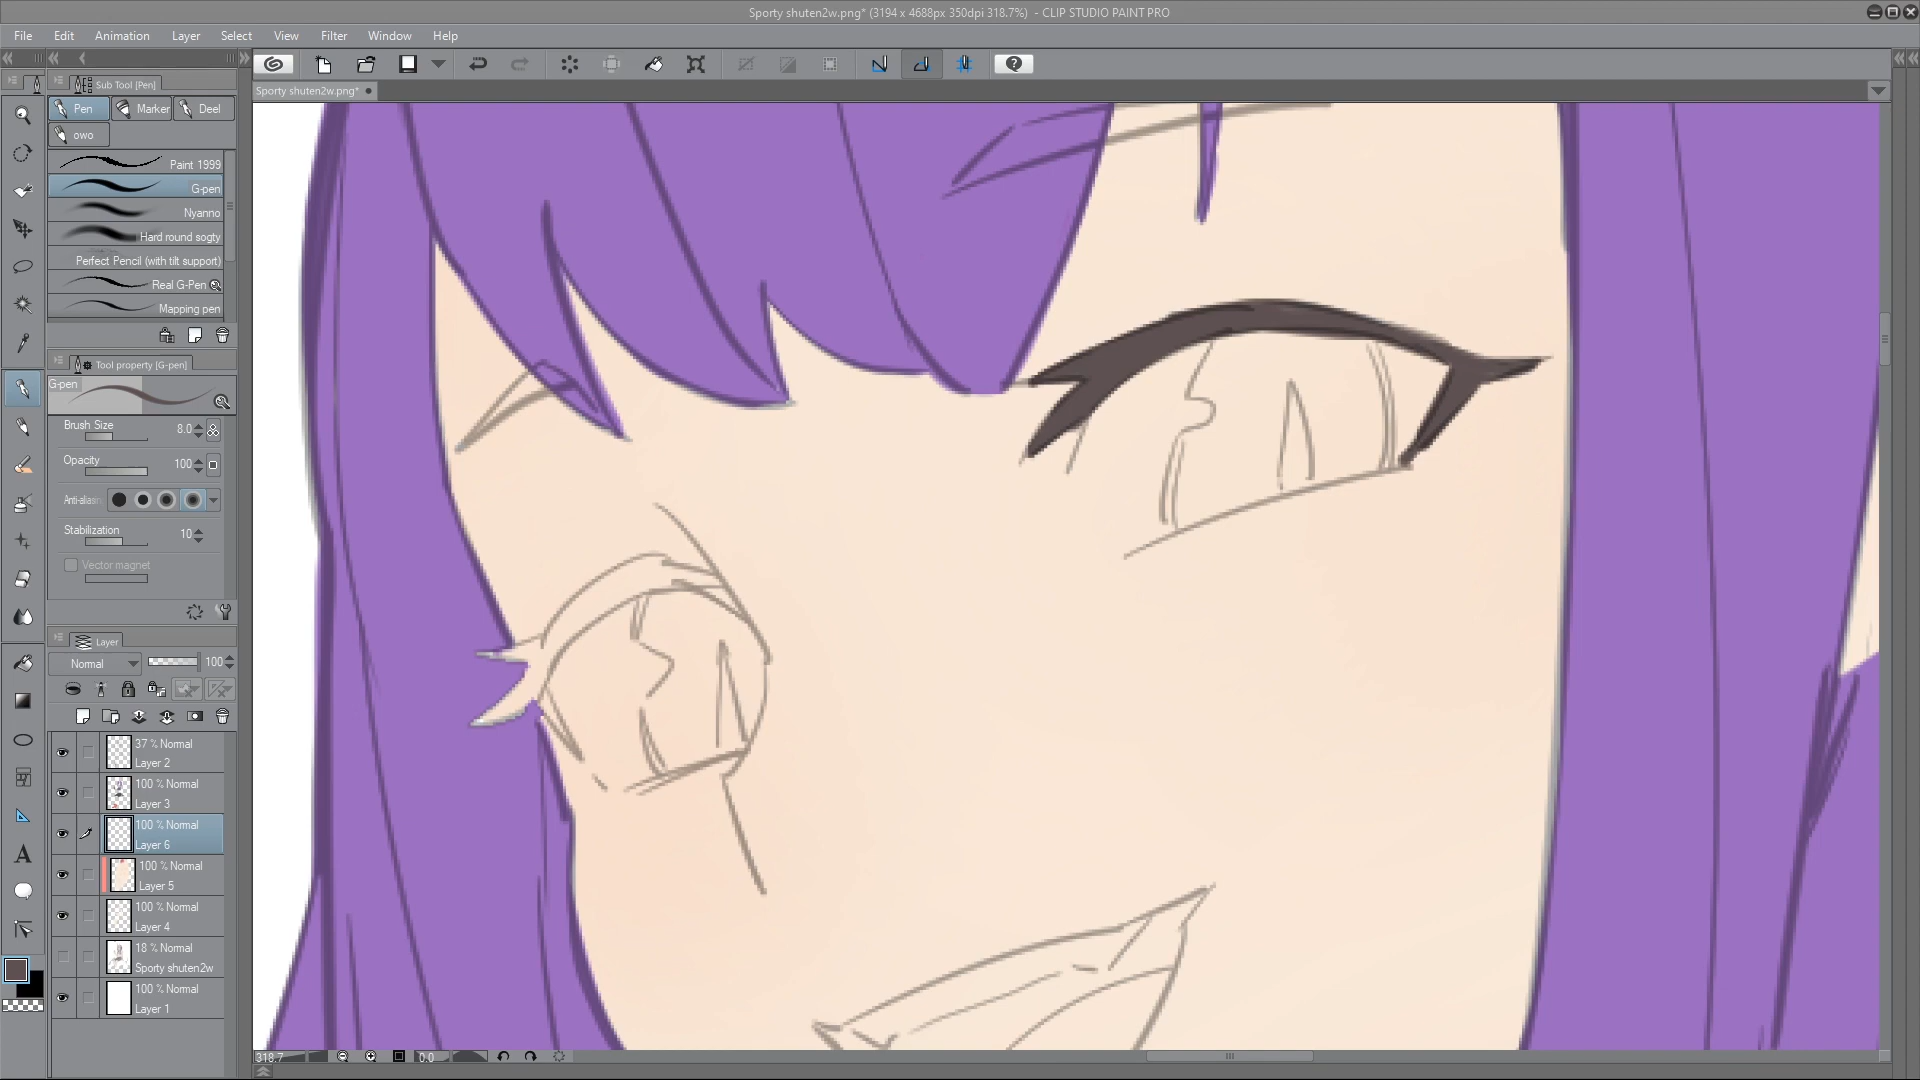 Sporty shuten2w.png* (3194 x 4688px 350dpi 318.7%) - CLIP STUDIO PAINT PRO
File Edit Animation Layer Select View Filter Window Help
Sub Tool [Pen]
Sporty shuten2w.png*
Pen Marker Deel
owo
Paint 1999
G-pen
Nyanno
Hard round sogty
Perfect Pencil (with tilt support)
Real G-Pen
Mapping pen
Tool property [G-pen]
G-pen
Brush Size 8.0
Opacity 100
Anti-aliasin
Stabilization 10
Vector magnet
Layer
Normal 100
37 % Normal
Layer 2
100 % Normal
Layer 3
100 % Normal
Layer 6
100 % Normal
Layer 5
100 % Normal
Layer 4
18 % Normal
Sporty shuten2w
100 % Normal
Layer 1
318.7 0.0